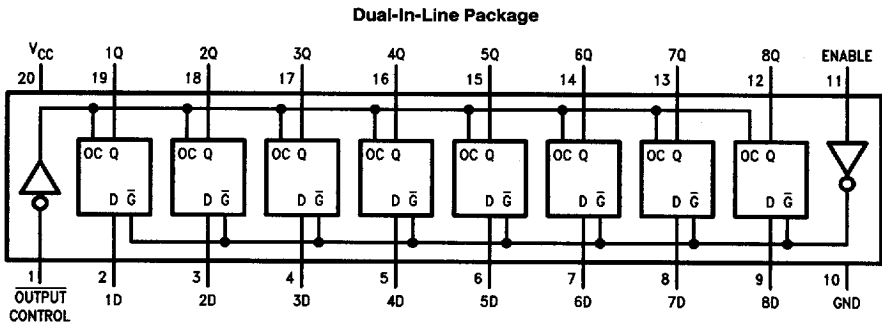 Dual-In-Line Package
V_CC 1Q 2Q 3Q 4Q 5Q 6Q 7Q 8Q ENABLE
20 19 18 17 16 15 14 13 12 11
OC Q OC Q OC Q OC Q OC Q OC Q OC Q OC Q
D G̅ D G̅ D G̅ D G̅ D G̅ D G̅ D G̅ D G̅
1 2 3 4 5 6 7 8 9 10
O̅U̅T̅P̅U̅T̅ 1D 2D 3D 4D 5D 6D 7D 8D GND
CONTROL